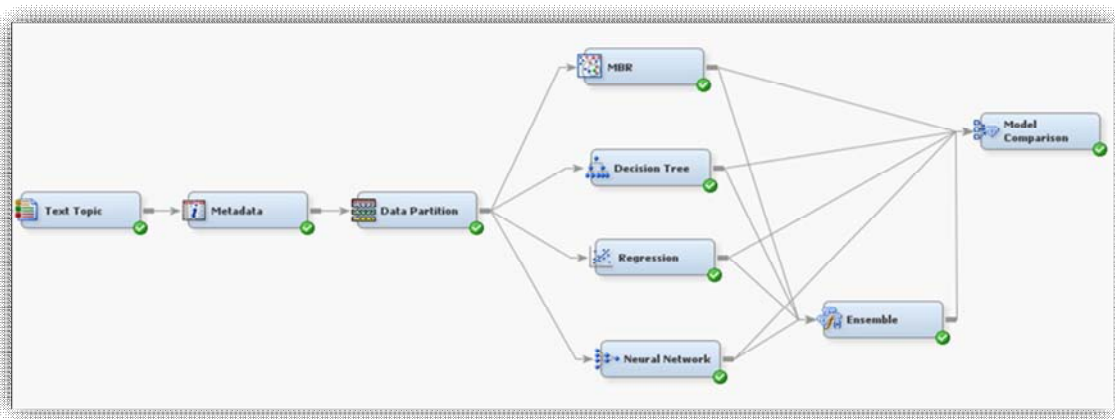 Text Topic
Metadata
Data Partition
MBR
Decision Tree
Regression
Neural Network
Ensemble
Model
Comparison